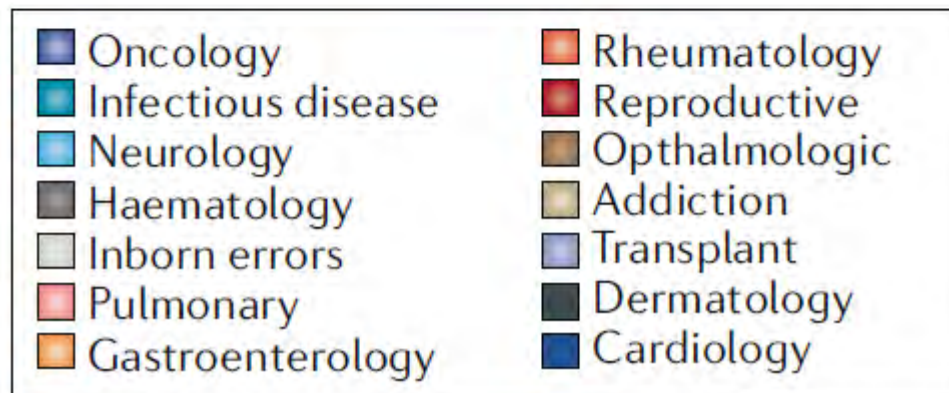 Oncology
Infectious disease
Neurology
Haematology
Inborn errors
Pulmonary
Gastroenterology
Rheumatology
Reproductive
Opthalmologic
Addiction
Transplant
Dermatology
Cardiology